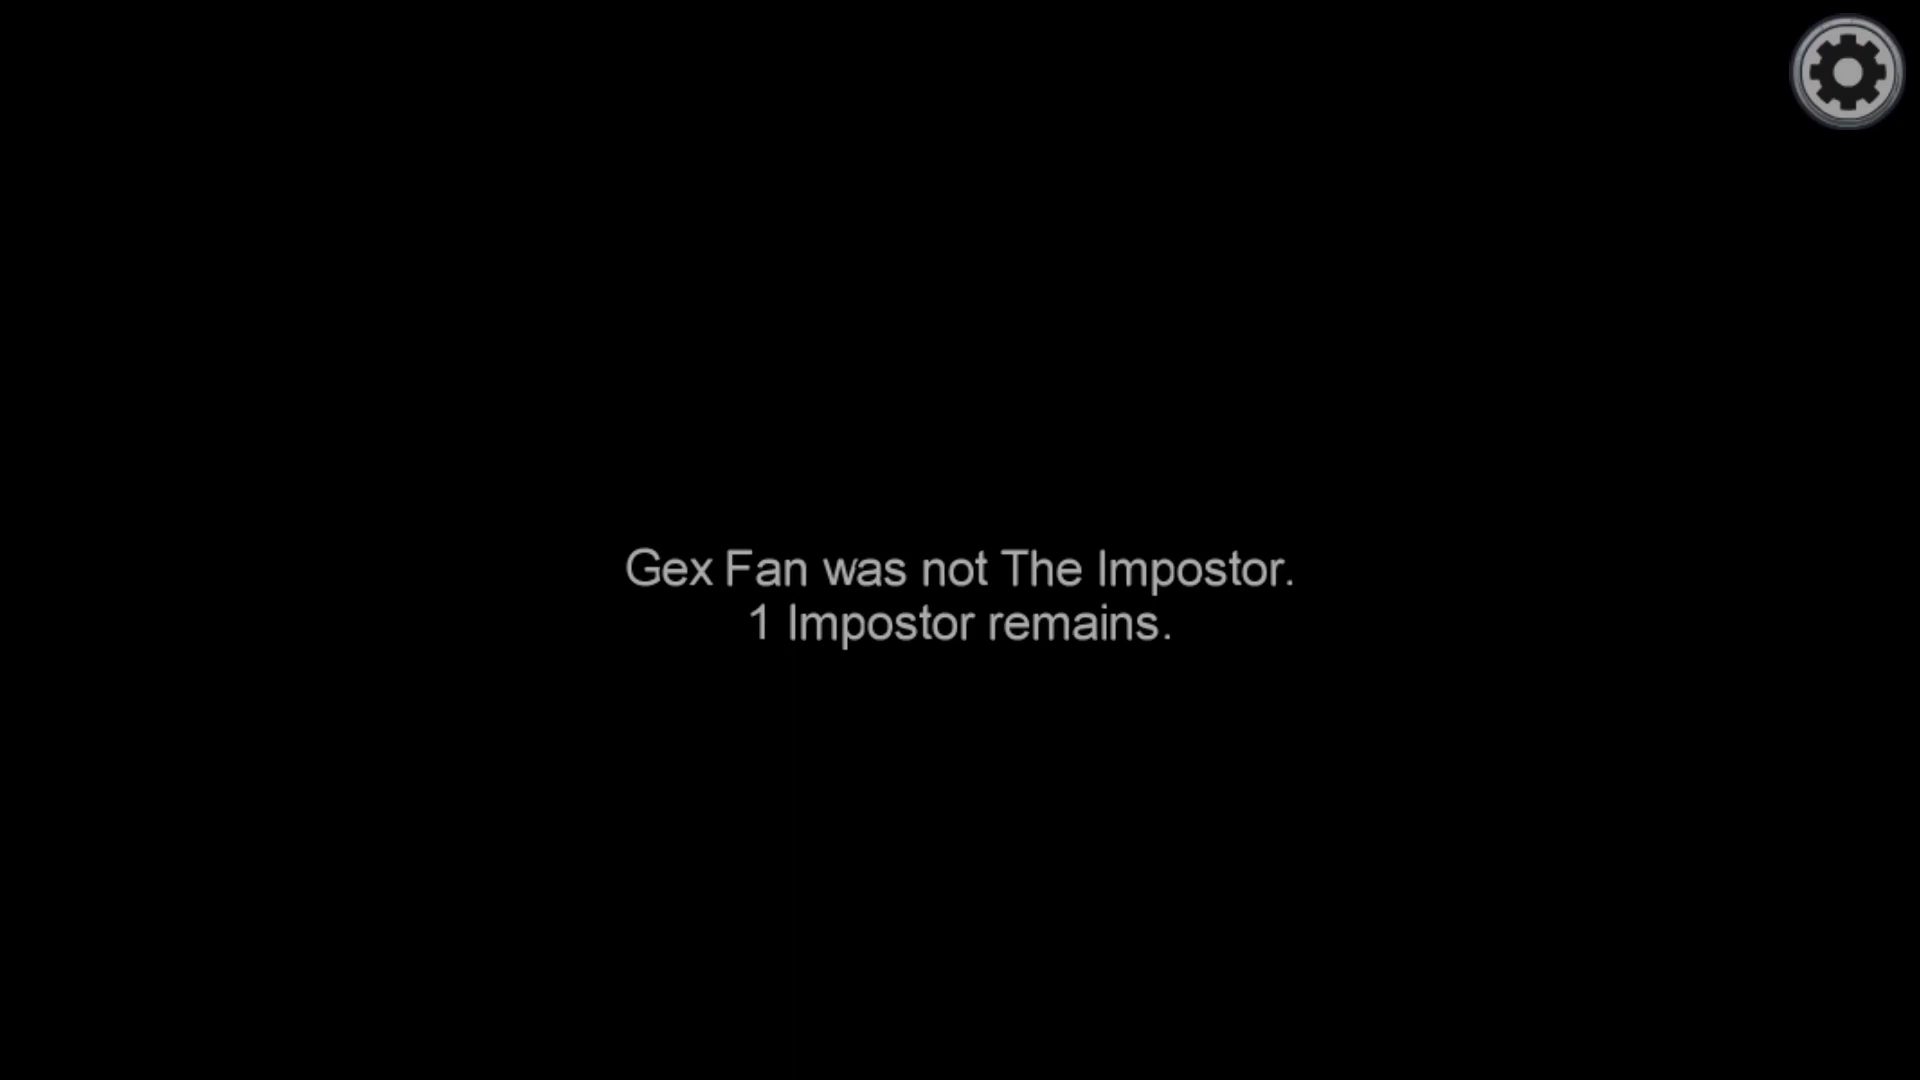 Gex Fan was not The Impostor.
1 Impostor remains.